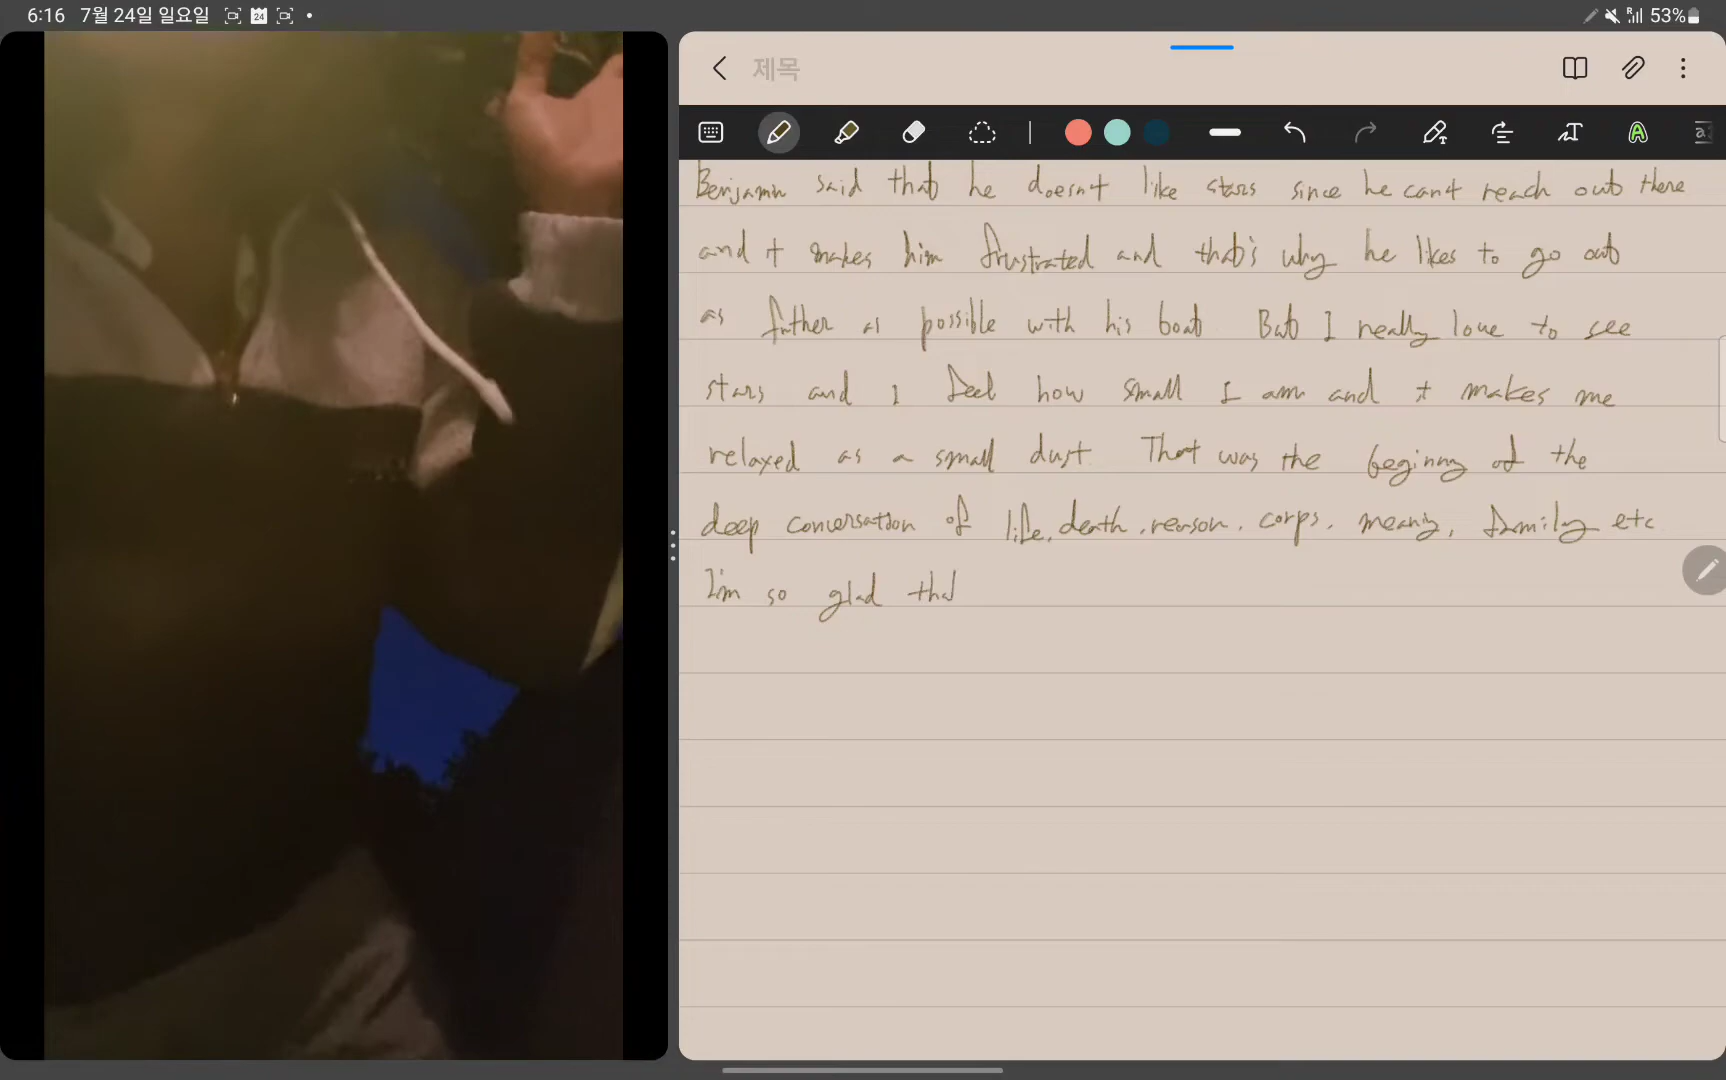 6:16 7월 24일 일요일 24 53%
제목
Benjamin said that he doesn't like stars since he can't reach out there
and it makes him frustrated and that's why he likes to go out
as futher as possible with his boat But I really love to see
stars and I feel how small I am and it makes me
relaxed as a small dust. That was the beginny of the
deep conversation of life, death, reason, corps, meaniy, family etc
I'm so glad that